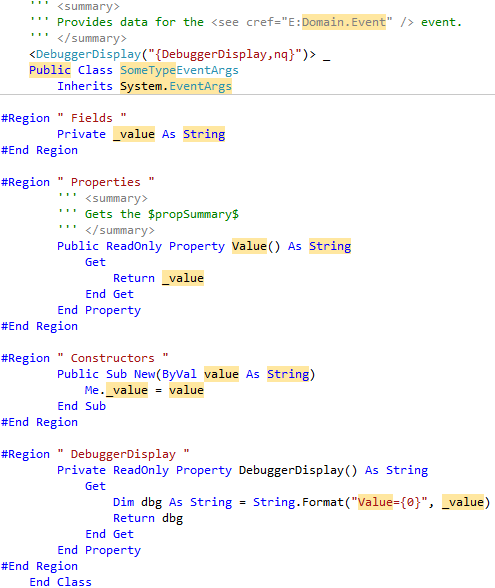 ''' <summary>
''' Provides data for the <see cref="E:Domain.Event" /> event.
''' </summary>
<DebuggerDisplay("{DebuggerDisplay,nq}")> _
Public Class SomeTypeEventArgs
Inherits System.EventArgs
#Region " Fields "
Private _value As String
#End Region
#Region " Properties "
''' <summary>
''' Gets the $propSummary$
''' </summary>
Public ReadOnly Property Value() As String
Get
Return _value
End Get
End Property
#End Region
#Region " Constructors "
Public Sub New(ByVal value As String)
Me._value = value
End Sub
#End Region
#Region " DebuggerDisplay "
Private ReadOnly Property DebuggerDisplay() As String
Get
Dim dbg As String = String.Format("Value={0}", _value)
Return dbg
End Get
End Property
#End Region
End Class